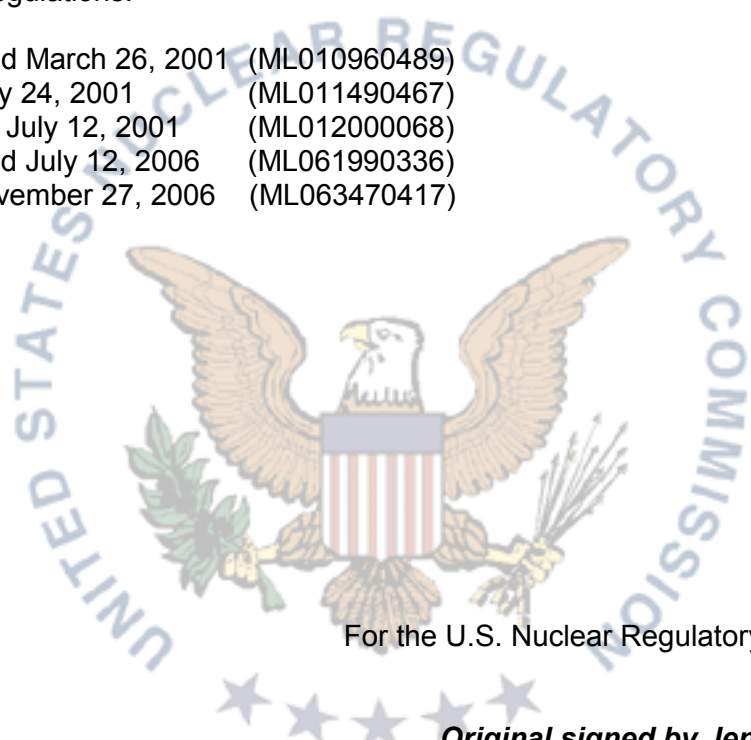 d March 26, 2001 (ML010960489)
y 24, 2001 (ML011490467)
July 12, 2001 (ML012000068)
d July 12, 2006 (ML061990336)
vember 27, 2006 (ML063470417)
UNITED STATES NUCLEAR REGULATORY COMMISSION
For the U.S. Nuclear Regulatory
Original signed by